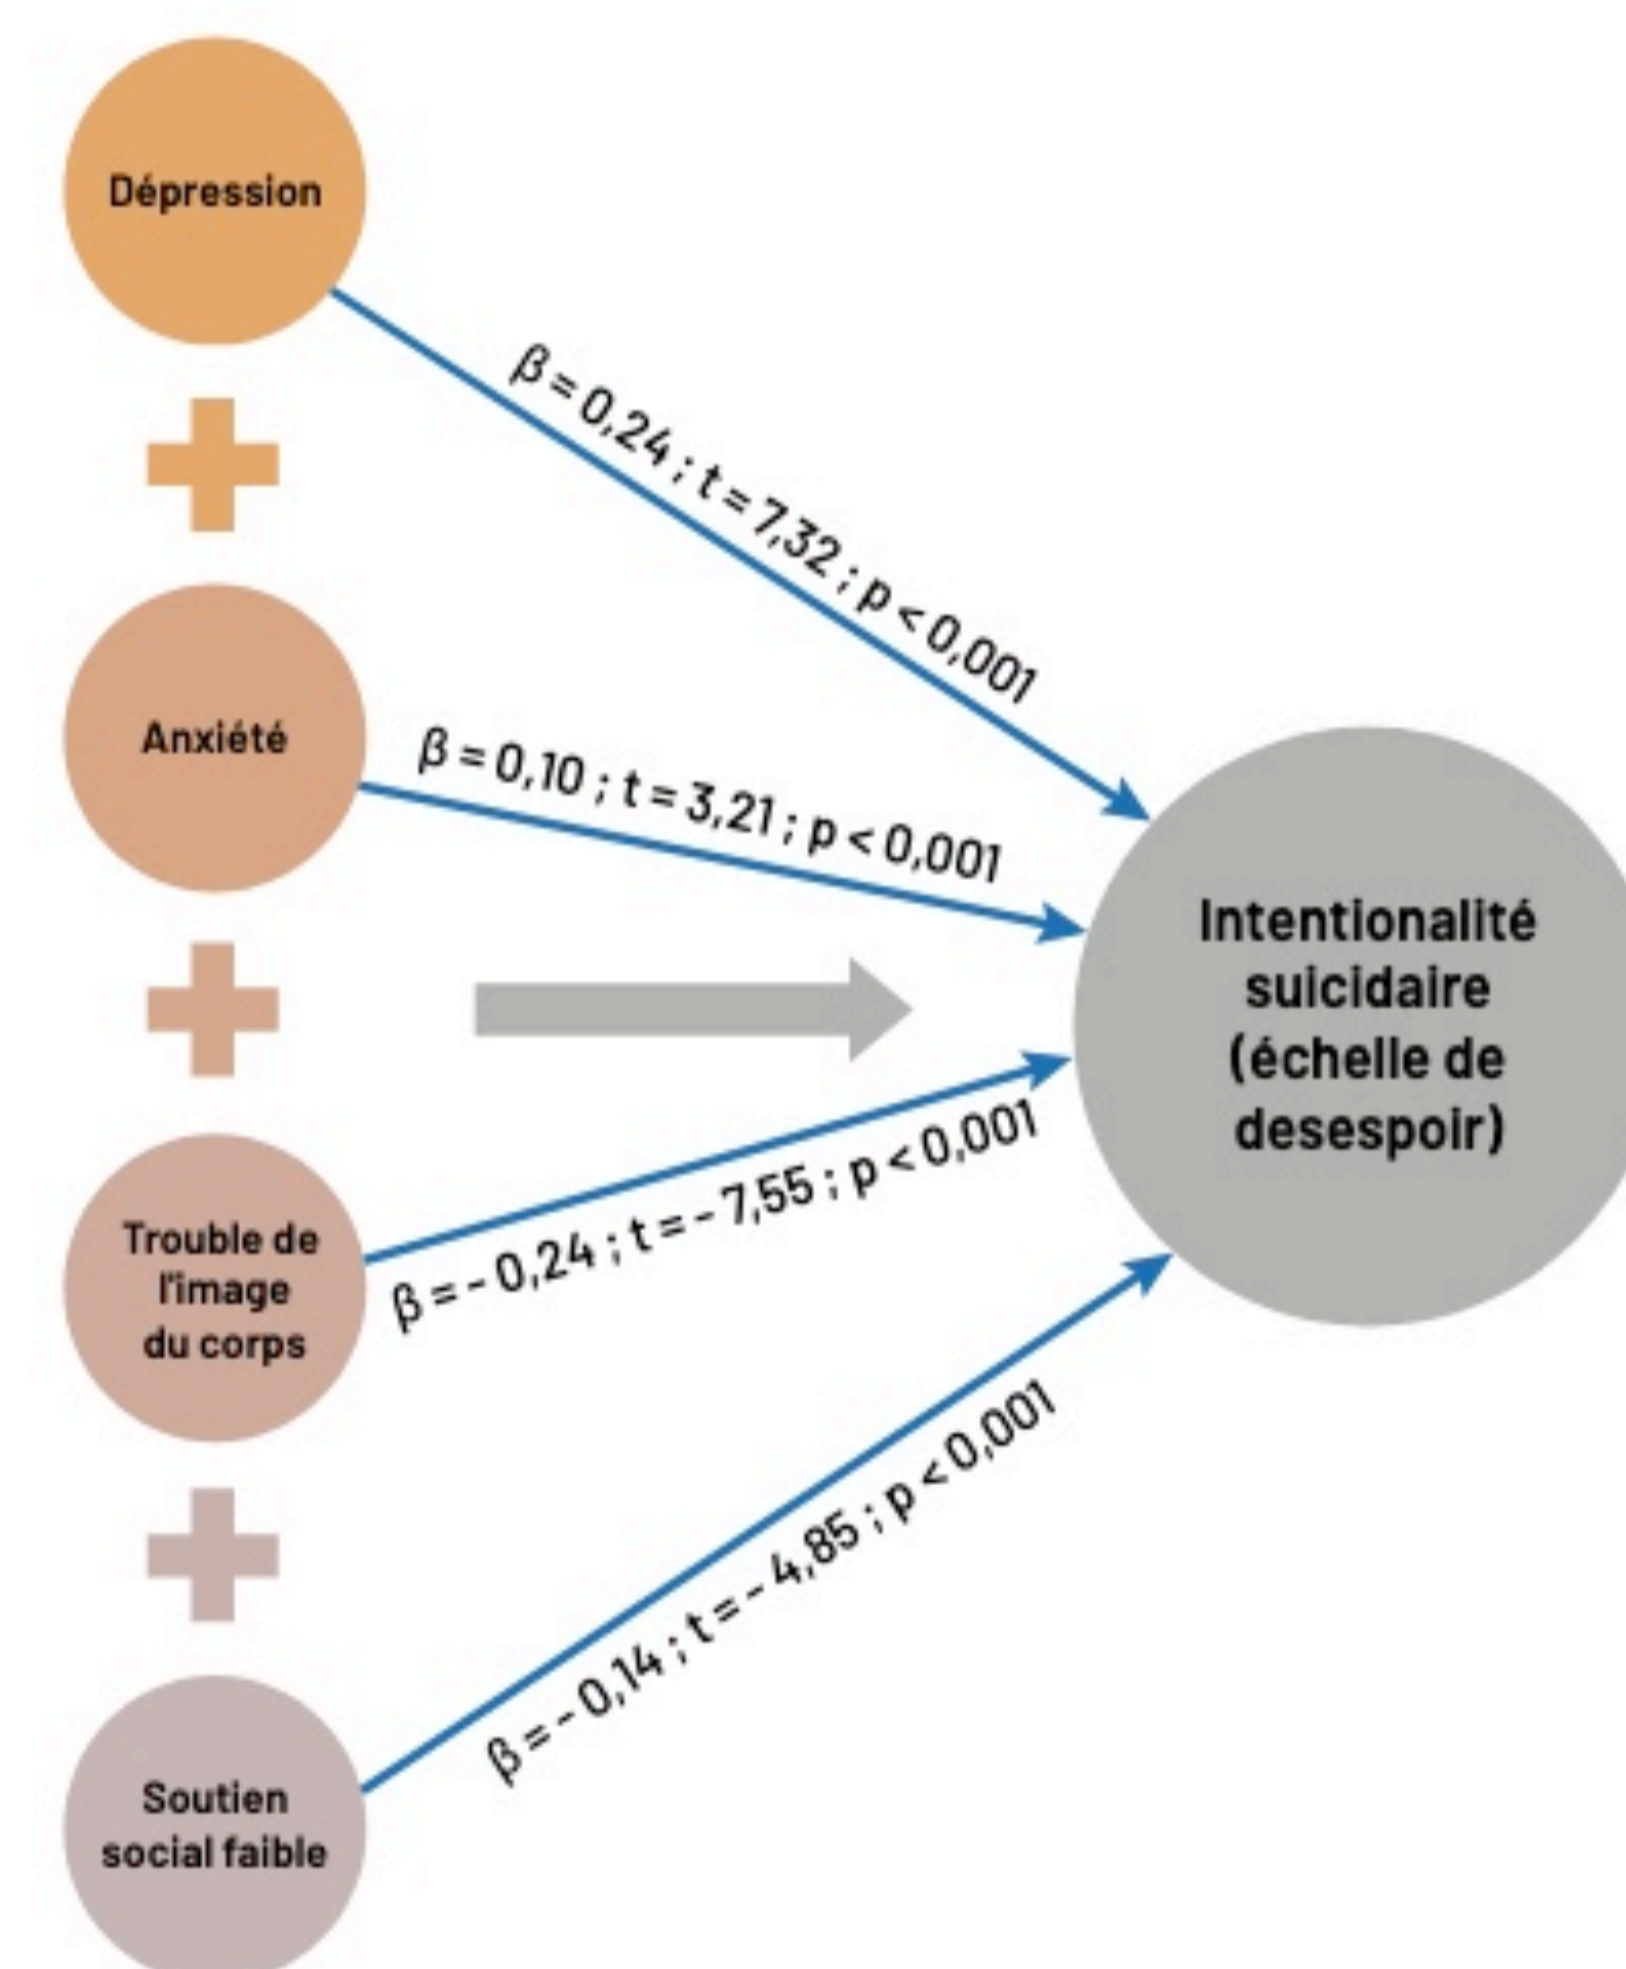 Dépression
β = 0,24 ; t = 7,32 ; p < 0,001
Anxiété
β = 0,10 ; t = 3,21 ; p < 0,001
Intentionalité
suicidaire
(échelle de
desespoir)
Trouble de
l'image
du corps
β = - 0,24 ; t = - 7,55 ; p < 0,001
Soutien
social faible
β = - 0,14 ; t = - 4,85 ; p < 0,001